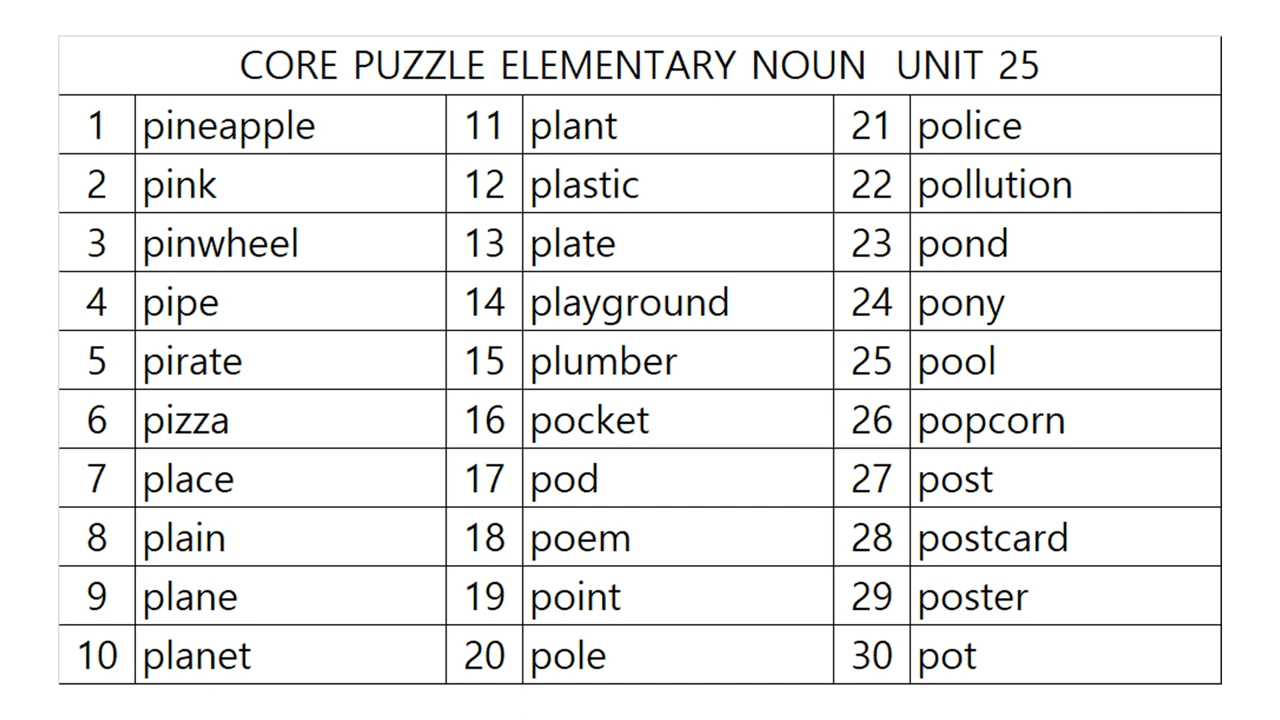 CORE PUZZLE ELEMENTARY NOUN  UNIT 25
1 pineapple 11 plant 21 police
2 pink 12 plastic 22 pollution
3 pinwheel 13 plate 23 pond
4 pipe 14 playground 24 pony
5 pirate 15 plumber 25 pool
6 pizza 16 pocket 26 popcorn
7 place 17 pod 27 post
8 plain 18 poem 28 postcard
9 plane 19 point 29 poster
10 planet 20 pole 30 pot